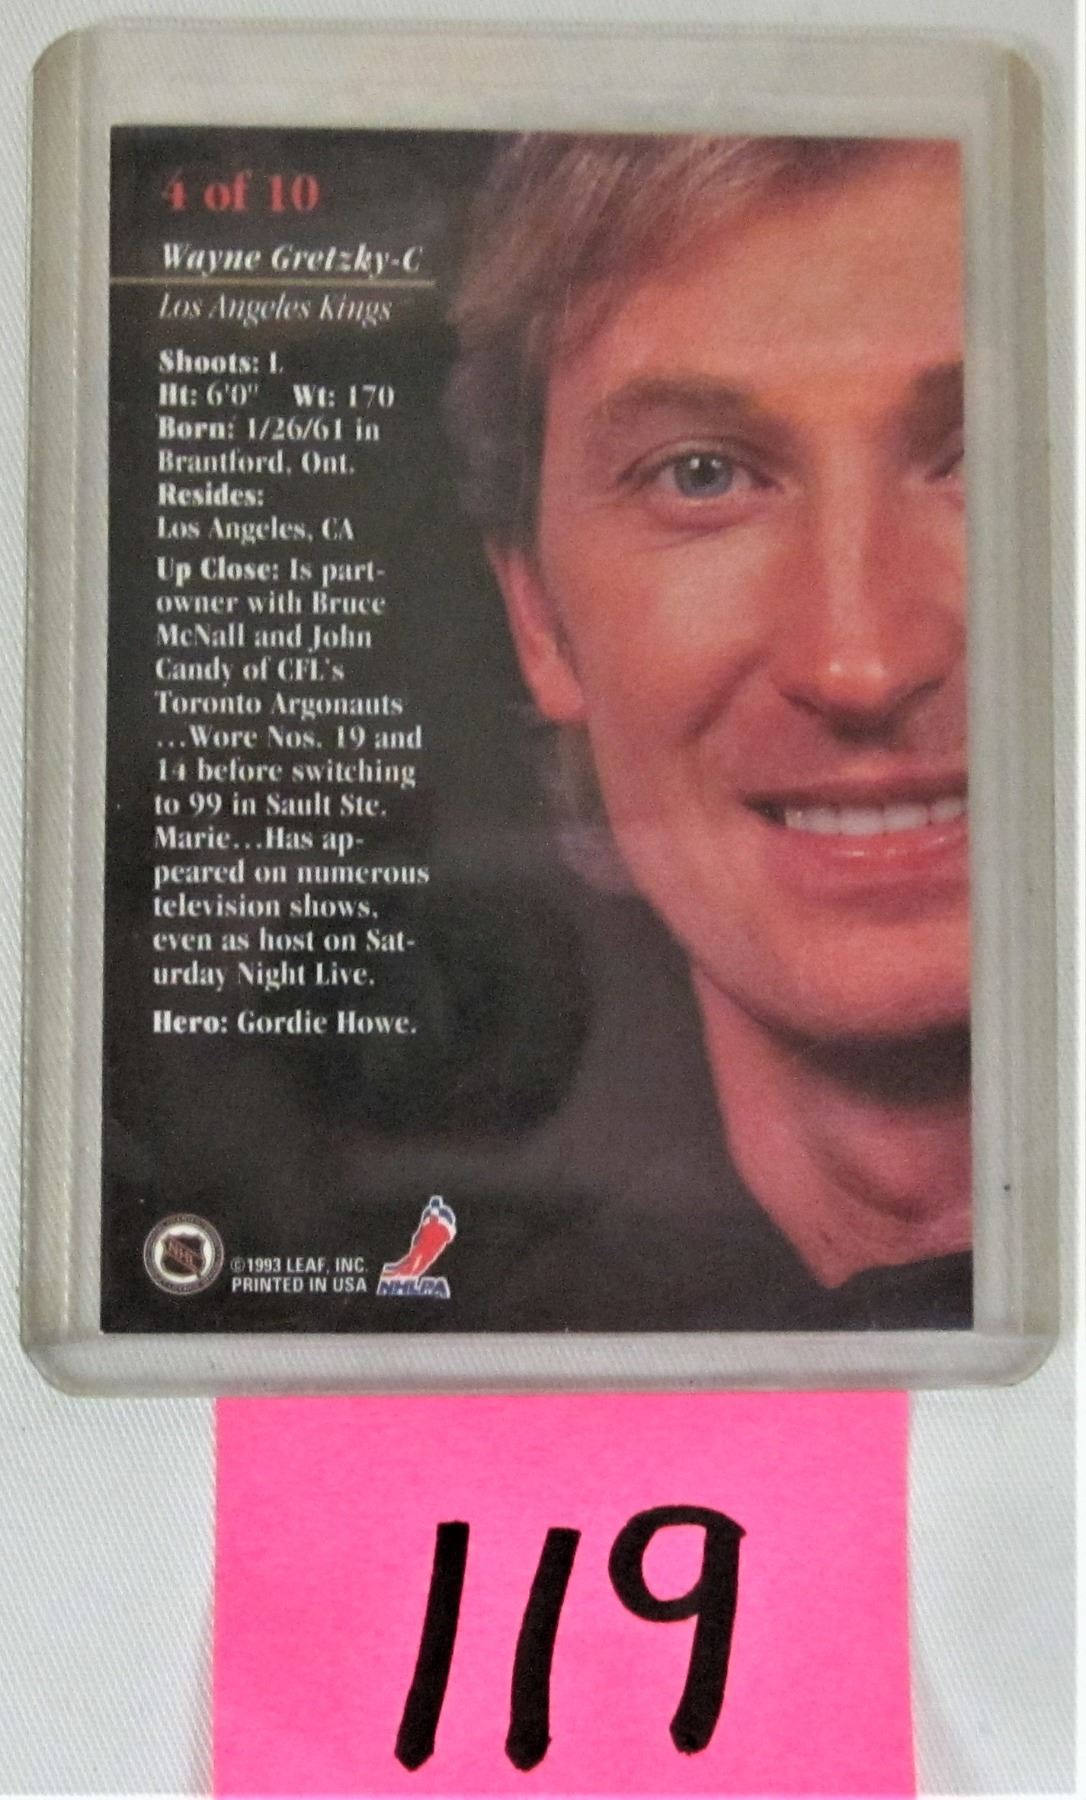 4 of 10
Wayne Gretzky-C
Los Angeles Kings
Shoots: L
Ht: 6'0" Wt: 170
Born: 1/26/61 in
Brantford, Ont.
Resides:
Los Angeles, CA
Up Close: Is part-
owner with Bruce
McNall and John
Candy of CFL's
Toronto Argonauts
...Wore Nos. 19 and
14 before switching
to 99 in Sault Ste.
Marie...Has ap-
peared on numerous
television shows,
even as host on Sat-
urday Night Live.
Hero: Gordie Howe.
NHL
©1993 LEAF, INC.
PRINTED IN USA
NHLPA
119